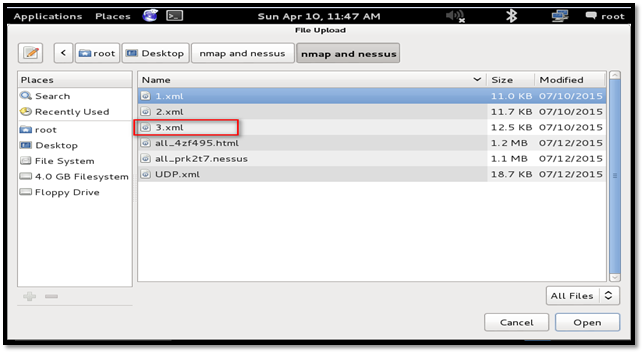 Applications Places Sun Apr 10, 11:47 AM root
File Upload
< root Desktop nmap and nessus nmap and nessus
Places Name Size Modified
Search 1.xml 11.0 KB 07/10/2015
Recently Used 2.xml 11.7 KB 07/10/2015
root 3.xml 12.5 KB 07/10/2015
Desktop all_4zf495.html 1.2 MB 07/12/2015
File System all_prk2t7.nessus 1.1 MB 07/12/2015
4.0 GB Filesystem UDP.xml 18.7 KB 07/12/2015
Floppy Drive
All Files
Cancel Open